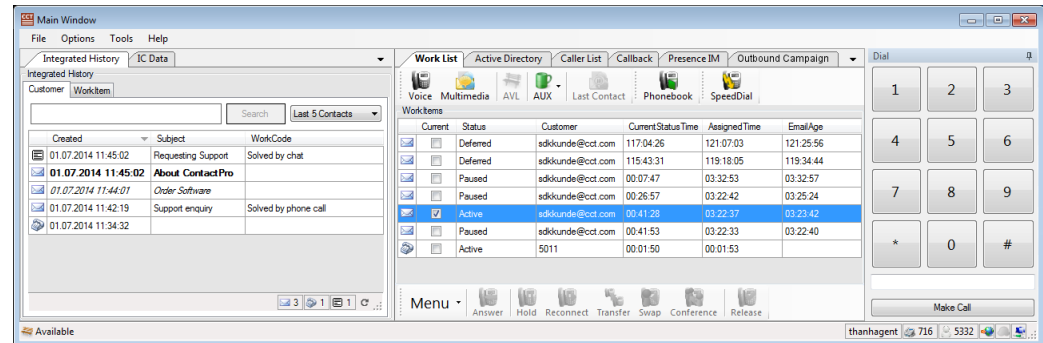 Main Window
File Options Tools Help
Integrated History IC Data
Integrated History
Customer WorkItem
Search Last 5 Contacts
Created Subject WorkCode
01.07.2014 11:45:02 Requesting Support Solved by chat
01.07.2014 11:45:02 About ContactPro
01.07.2014 11:44:01 Order Software
01.07.2014 11:42:19 Support enquiry Solved by phone call
01.07.2014 11:34:32
3 1 1
Work List Active Directory Caller List Callback Presence IM Outbound Campaign
Voice Multimedia AVL AUX Last Contact Phonebook SpeedDial
WorkItems
Current Status Customer CurrentStatusTime AssignedTime EmailAge
Deferred sdkkunde@cct.com 117:04:26 121:07:03 121:25:56
Deferred sdkkunde@cct.com 115:43:31 119:18:05 119:34:44
Paused sdkkunde@cct.com 00:07:47 03:32:53 03:32:57
Paused sdkkunde@cct.com 00:26:57 03:22:42 03:25:24
Active sdkkunde@cct.com 00:41:28 03:22:37 03:23:42
Paused sdkkunde@cct.com 00:41:53 03:22:33 03:22:40
Active 5011 00:01:50 00:01:53
Menu Answer Hold Reconnect Transfer Swap Conference Release
Dial
1 2 3
4 5 6
7 8 9
* 0 #
Make Call
Available
thanhagent 716 5332